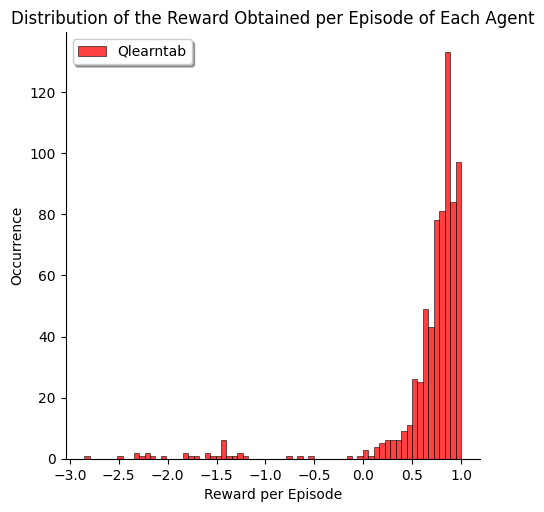 Distribution of the Reward Obtained per Episode of Each Agent
Qlearntab
Occurrence
120
100
80
60
40
20
0
−3.0 −2.5 −2.0 −1.5 −1.0 −0.5 0.0 0.5 1.0
Reward per Episode